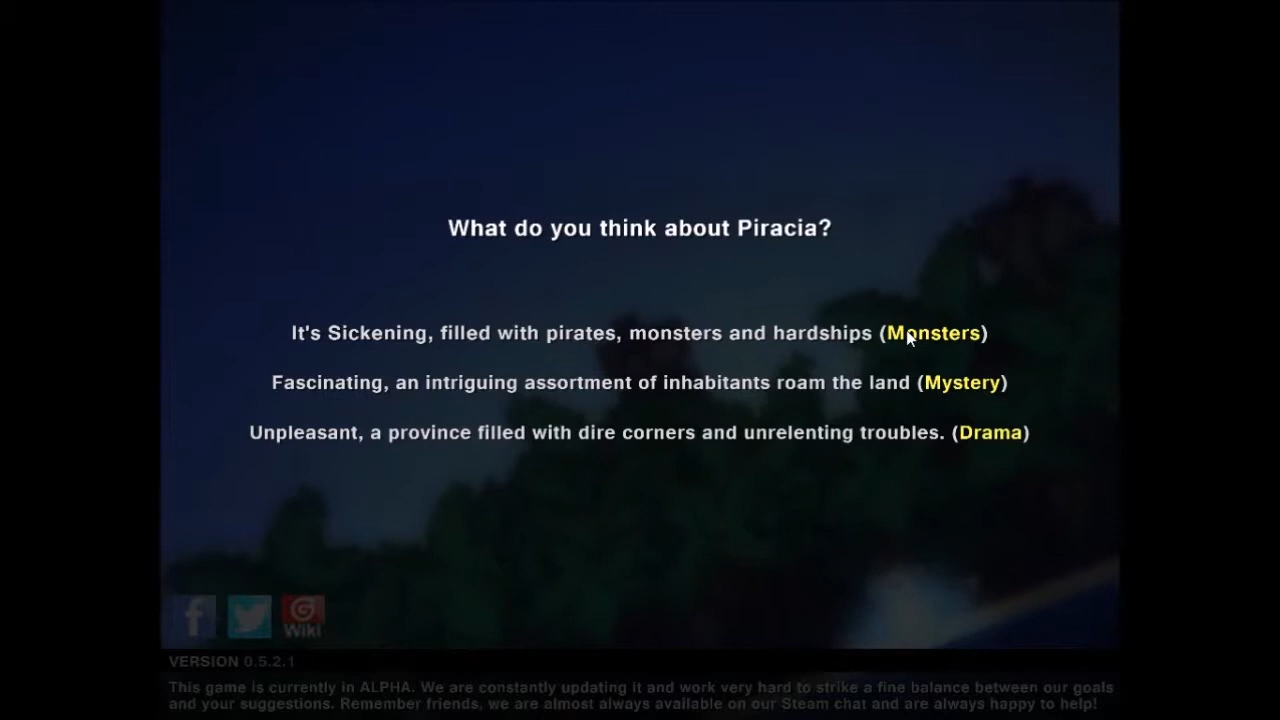 What do you think about Piracia?
It's Sickening, filled with pirates, monsters and hardships (Monsters)
Fascinating, an intriguing assortment of inhabitants roam the land (Mystery)
Unpleasant, a province filled with dire corners and unrelenting troubles. (Drama)
Wiki
VERSION 0.5.2.1
This game is currently in ALPHA. We are constantly updating it and work very hard to strike a fine balance between our goals
and your suggestions. Remember friends, we are almost always available on our Steam chat and are always happy to help!